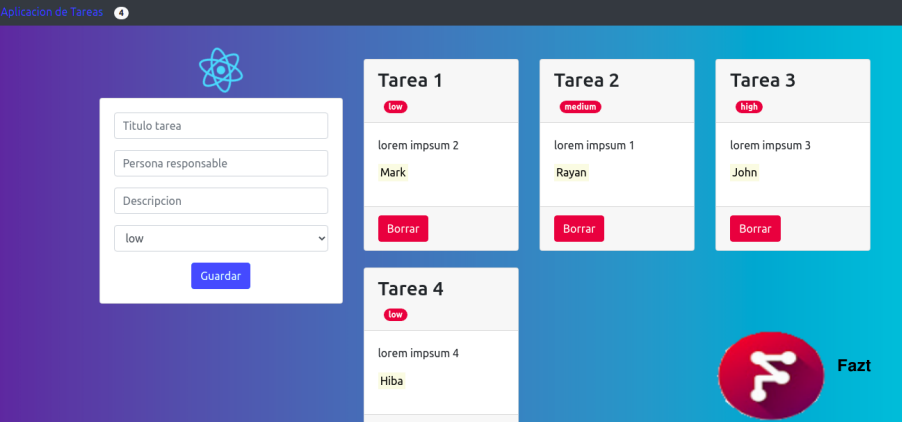 Aplicacion de Tareas 4
Titulo tarea
Persona responsable
Descripcion
low
Guardar
Tarea 1
low
lorem impsum 2
Mark
Borrar
Tarea 2
medium
lorem impsum 1
Rayan
Borrar
Tarea 3
high
lorem impsum 3
John
Borrar
Tarea 4
low
lorem impsum 4
Hiba
Fazt